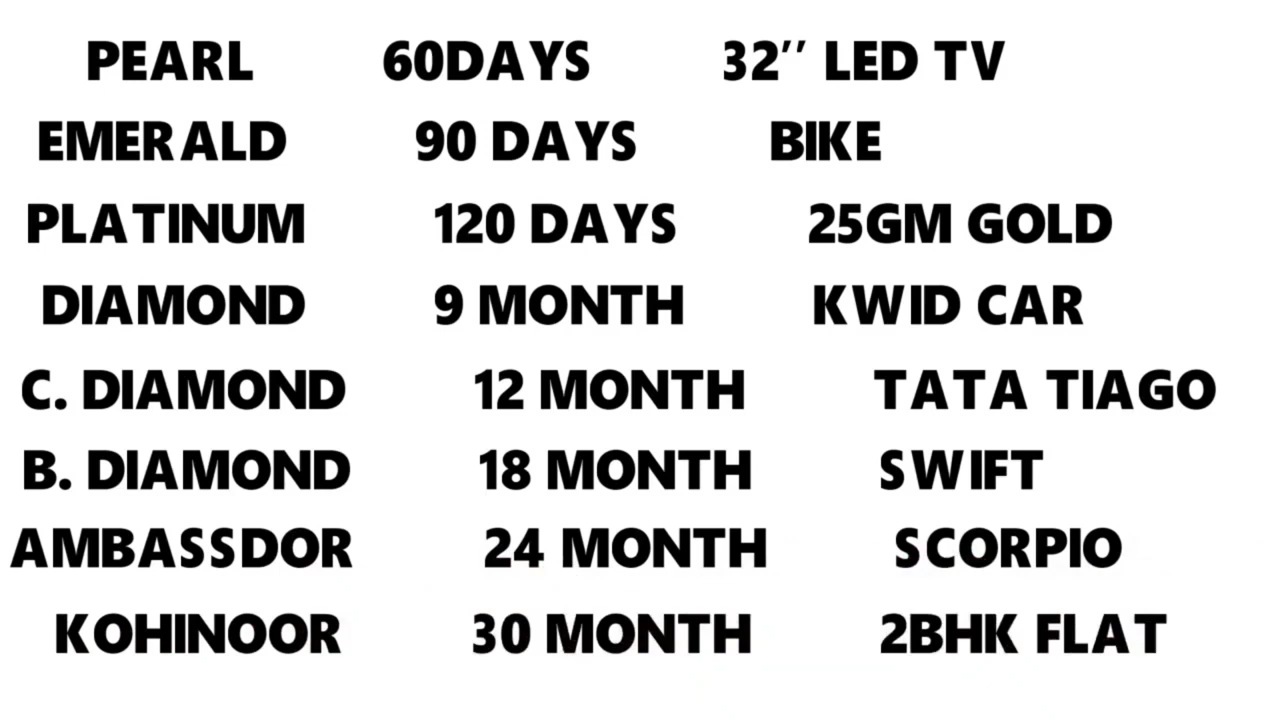 PEARL 60DAYS 32’’ LED TV
EMERALD 90 DAYS BIKE
PLATINUM 120 DAYS 25GM GOLD
DIAMOND 9 MONTH KWID CAR
C. DIAMOND 12 MONTH TATA TIAGO
B. DIAMOND 18 MONTH SWIFT
AMBASSDOR 24 MONTH SCORPIO
KOHINOOR 30 MONTH 2BHK FLAT